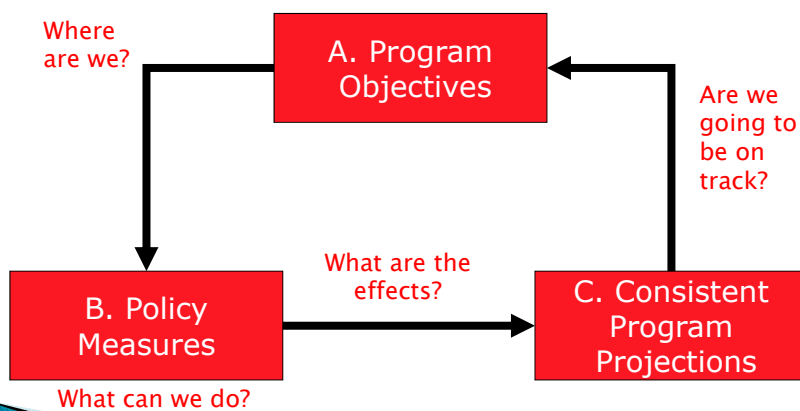 Where
are we?
A. Program
Objectives
Are we
going to
be on
track?
What are the
effects?
B. Policy
Measures
C. Consistent
Program
Projections
What can we do?